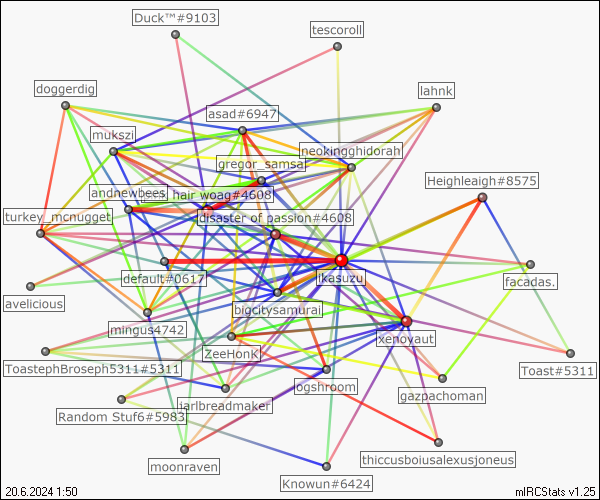 Duck™#9103
tescoroll
doggerdig
lahnk
asad#6947
mukszi
neokingghidorah
gregor_samsa
Heighleaigh#8575
andnewbees
hair_woag#4608
turkey_mcnugget
disaster of passion#4608
default#0617
ikasuzu
facadas.
avelicious
bigcitysamurai
mingus4742
xenoyaut
ZeeHonK
ToastephBroseph5311#5311
Toast#5311
ogshroom
gazpachoman
jarlbreadmaker
Random Stuf6#5983
thiccusboiusalexusjoneus
moonraven
Knowun#6424
20.6.2024 1:50
mIRCStats v1.25